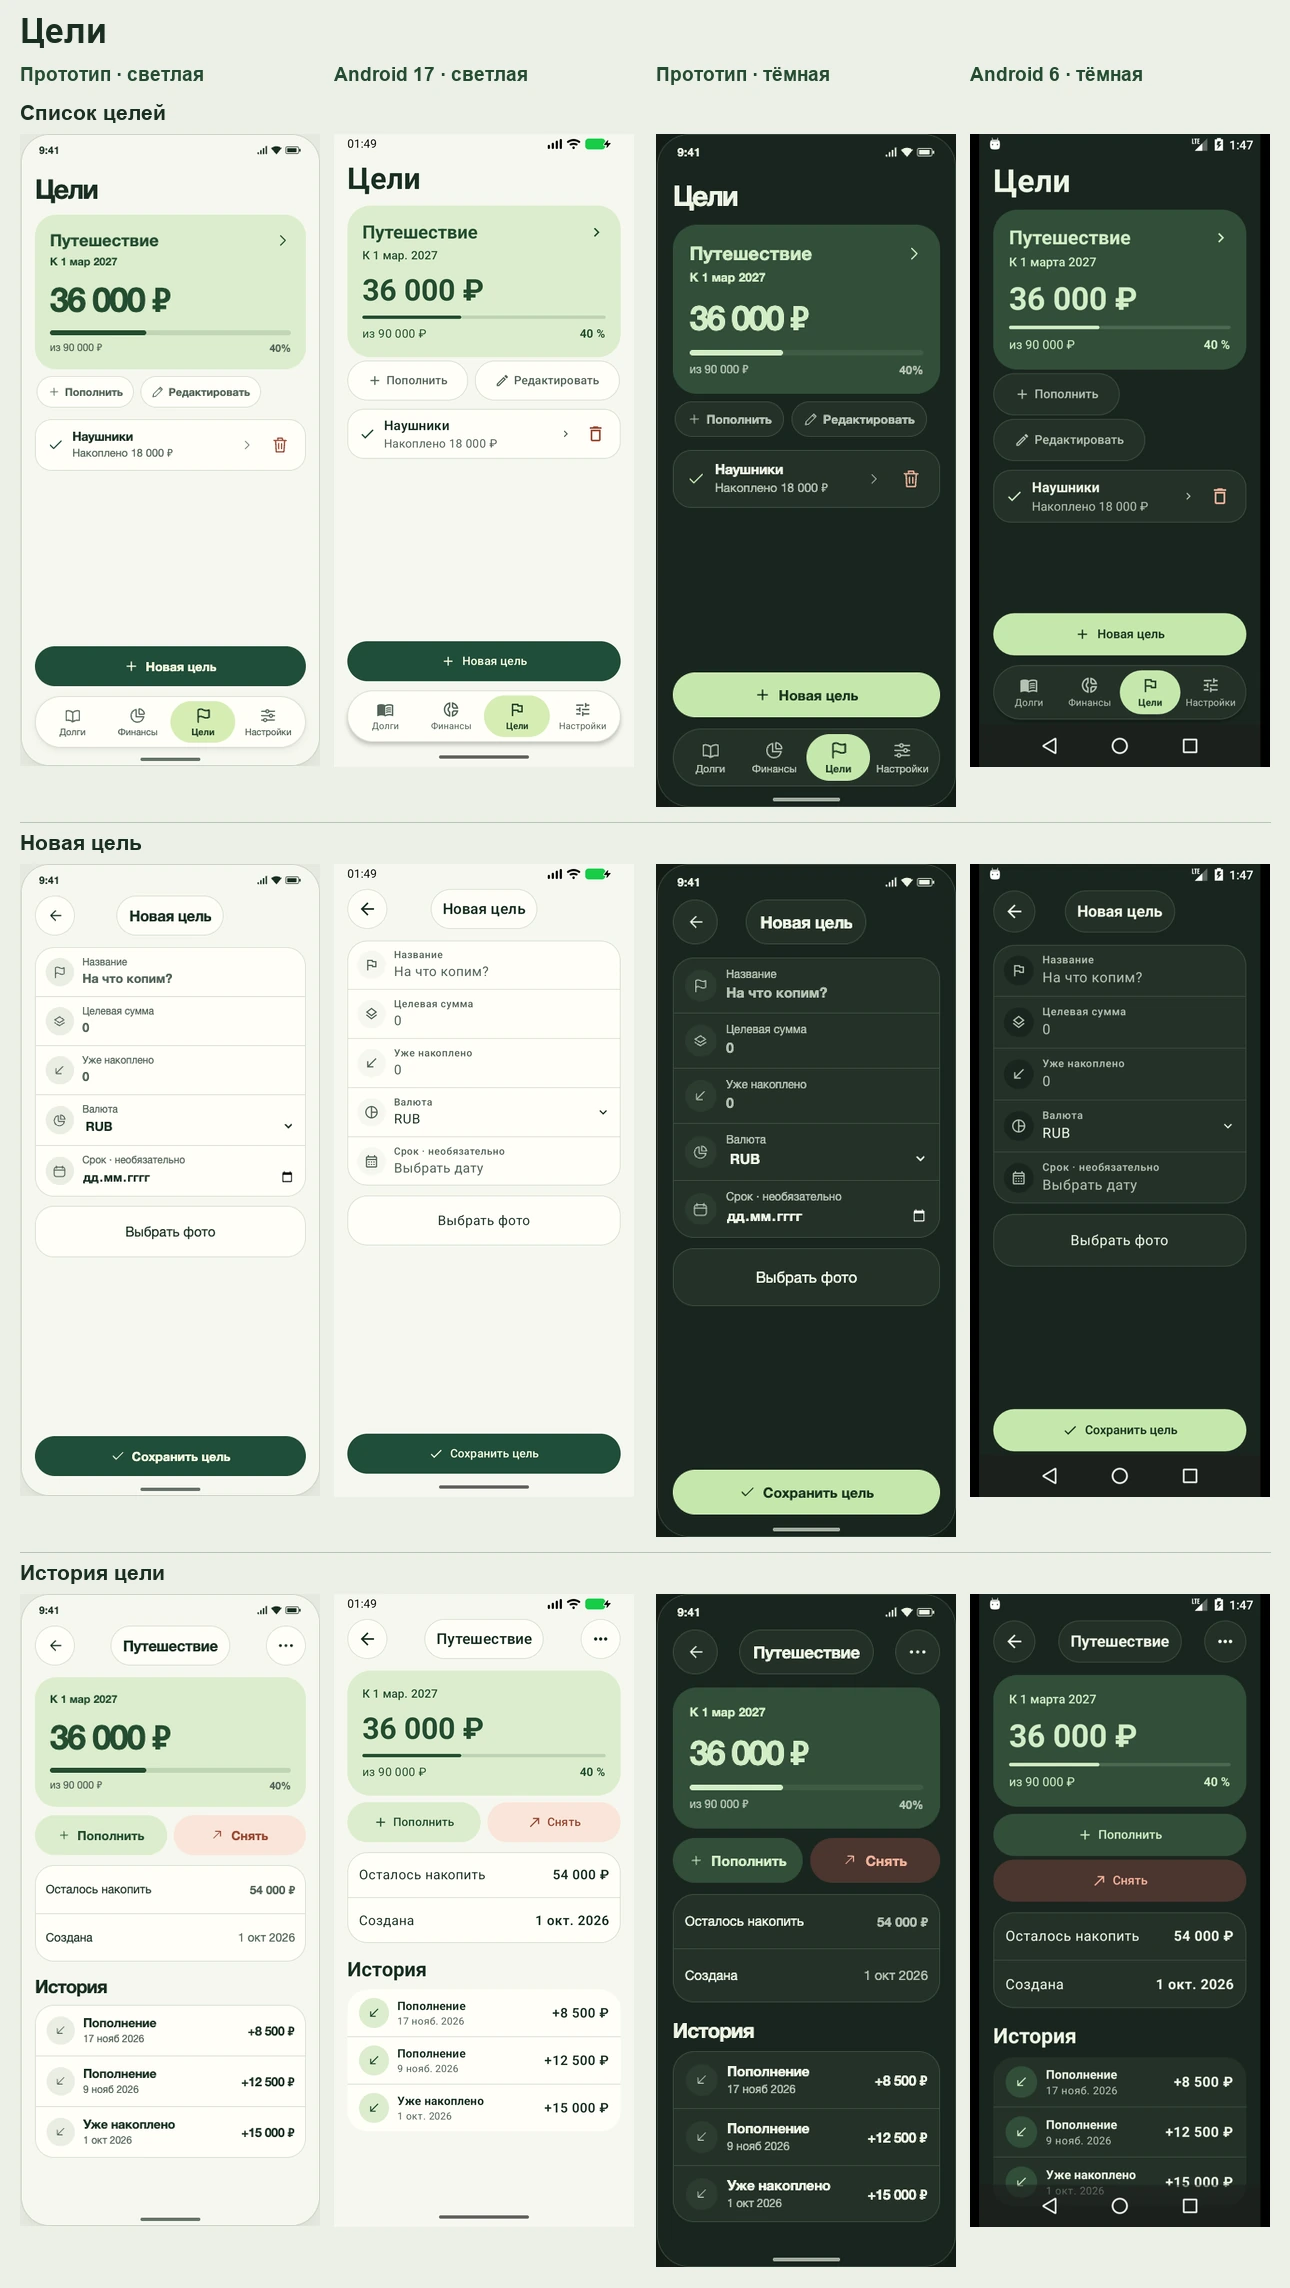 Цели
Прототип · светлая
Android 17 · светлая
Прототип · тёмная
Android 6 · тёмная
Список целей
9:41
Цели
Путешествие
К 1 мар 2027
36 000 ₽
из 90 000 ₽ 40%
Пополнить Редактировать
Наушники
Накоплено 18 000 ₽
Новая цель
Долги Финансы Цели Настройки
01:49
Цели
Путешествие
К 1 мар. 2027
36 000 ₽
из 90 000 ₽ 40 %
Пополнить Редактировать
Наушники
Накоплено 18 000 ₽
Новая цель
Долги Финансы Цели Настройки
9:41
Цели
Путешествие
К 1 мар 2027
36 000 ₽
из 90 000 ₽ 40%
Пополнить Редактировать
Наушники
Накоплено 18 000 ₽
Новая цель
Долги Финансы Цели Настройки
LTE 1:47
Цели
Путешествие
К 1 марта 2027
36 000 ₽
из 90 000 ₽ 40 %
Пополнить
Редактировать
Наушники
Накоплено 18 000 ₽
Новая цель
Долги Финансы Цели Настройки
Новая цель
9:41
Новая цель
Название
На что копим?
Целевая сумма
0
Уже накоплено
0
Валюта
RUB
Срок · необязательно
дд.мм.гггг
Выбрать фото
Сохранить цель
01:49
Новая цель
Название
На что копим?
Целевая сумма
0
Уже накоплено
0
Валюта
RUB
Срок · необязательно
Выбрать дату
Выбрать фото
Сохранить цель
9:41
Новая цель
Название
На что копим?
Целевая сумма
0
Уже накоплено
0
Валюта
RUB
Срок · необязательно
дд.мм.гггг
Выбрать фото
Сохранить цель
LTE 1:47
Новая цель
Название
На что копим?
Целевая сумма
0
Уже накоплено
0
Валюта
RUB
Срок · необязательно
Выбрать дату
Выбрать фото
Сохранить цель
История цели
9:41
Путешествие
К 1 мар 2027
36 000 ₽
из 90 000 ₽ 40%
Пополнить Снять
Осталось накопить 54 000 ₽
Создана 1 окт 2026
История
Пополнение
17 нояб 2026
+8 500 ₽
Пополнение
9 нояб 2026
+12 500 ₽
Уже накоплено
1 окт 2026
+15 000 ₽
01:49
Путешествие
К 1 мар. 2027
36 000 ₽
из 90 000 ₽ 40 %
Пополнить Снять
Осталось накопить 54 000 ₽
Создана 1 окт. 2026
История
Пополнение
17 нояб. 2026
+8 500 ₽
Пополнение
9 нояб. 2026
+12 500 ₽
Уже накоплено
1 окт. 2026
+15 000 ₽
9:41
Путешествие
К 1 мар 2027
36 000 ₽
из 90 000 ₽ 40%
Пополнить Снять
Осталось накопить 54 000 ₽
Создана 1 окт 2026
История
Пополнение
17 нояб 2026
+8 500 ₽
Пополнение
9 нояб 2026
+12 500 ₽
Уже накоплено
1 окт 2026
+15 000 ₽
LTE 1:47
Путешествие
К 1 марта 2027
36 000 ₽
из 90 000 ₽ 40 %
Пополнить
Снять
Осталось накопить 54 000 ₽
Создана 1 окт. 2026
История
Пополнение
17 нояб. 2026
+8 500 ₽
Пополнение
9 нояб. 2026
+12 500 ₽
Уже накоплено
1 окт. 2026
+15 000 ₽